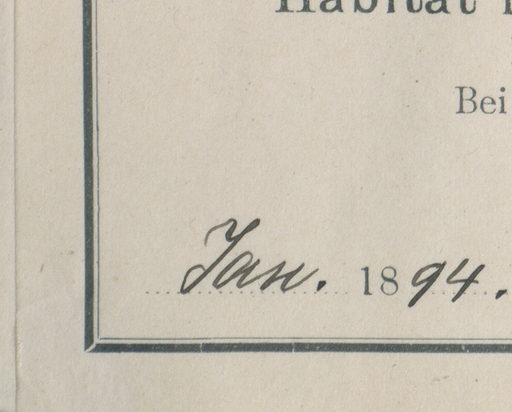 Habitat
Bei
Jan. 1894.